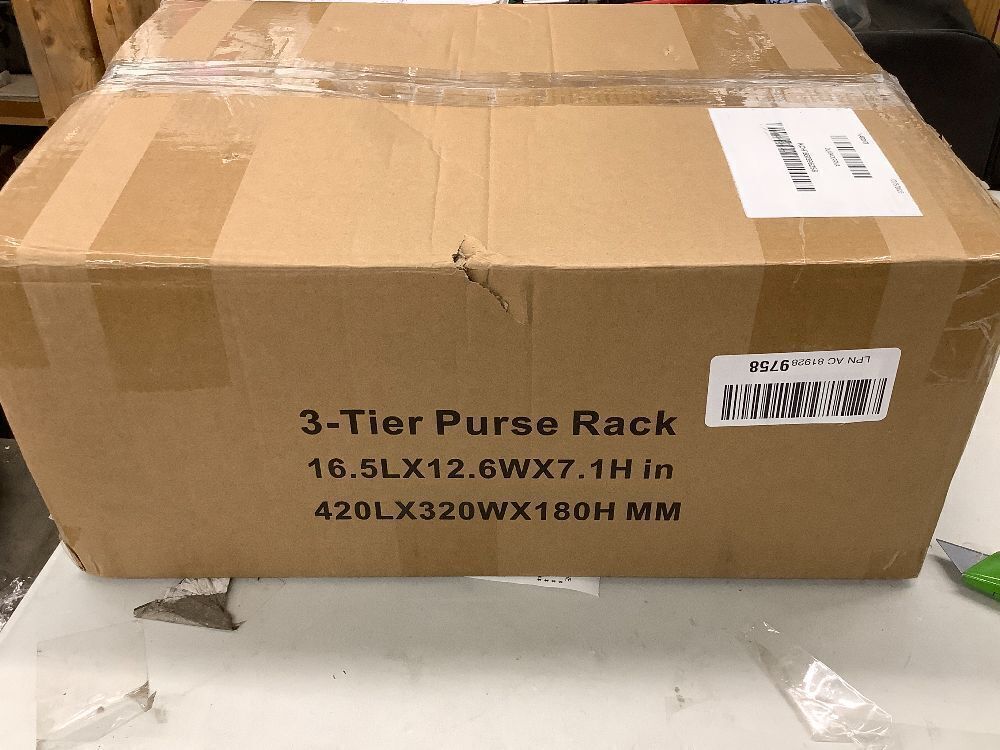 3-Tier Purse Rack
16.5LX12.6WX7.1H in
420LX320WX180H MM
LPN AC 81928 9758